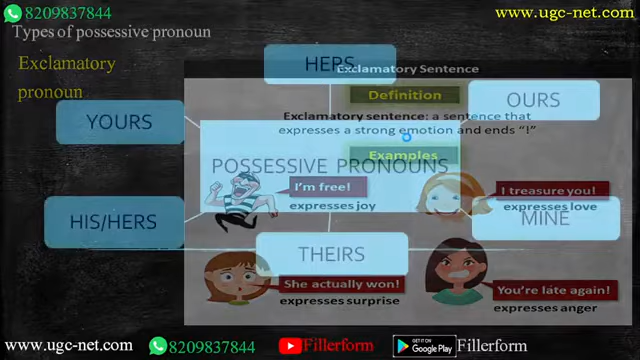 8209837844
www.ugc-net.com
Types of possessive pronoun
Exclamatory
pronoun
HERS
Exclamatory Sentence
Definition
OURS
YOURS
Exclamatory sentence: a sentence that
expresses a strong emotion and ends "!"
Examples
POSSESSIVE PRONOUNS
I'm free!
expresses joy
I treasure you!
expresses love
HIS/HERS
MINE
THEIRS
She actually won!
expresses surprise
You're late again!
expresses anger
www.ugc-net.com
8209837844
Fillerform
GET IT ON
Google Play
Fillerform